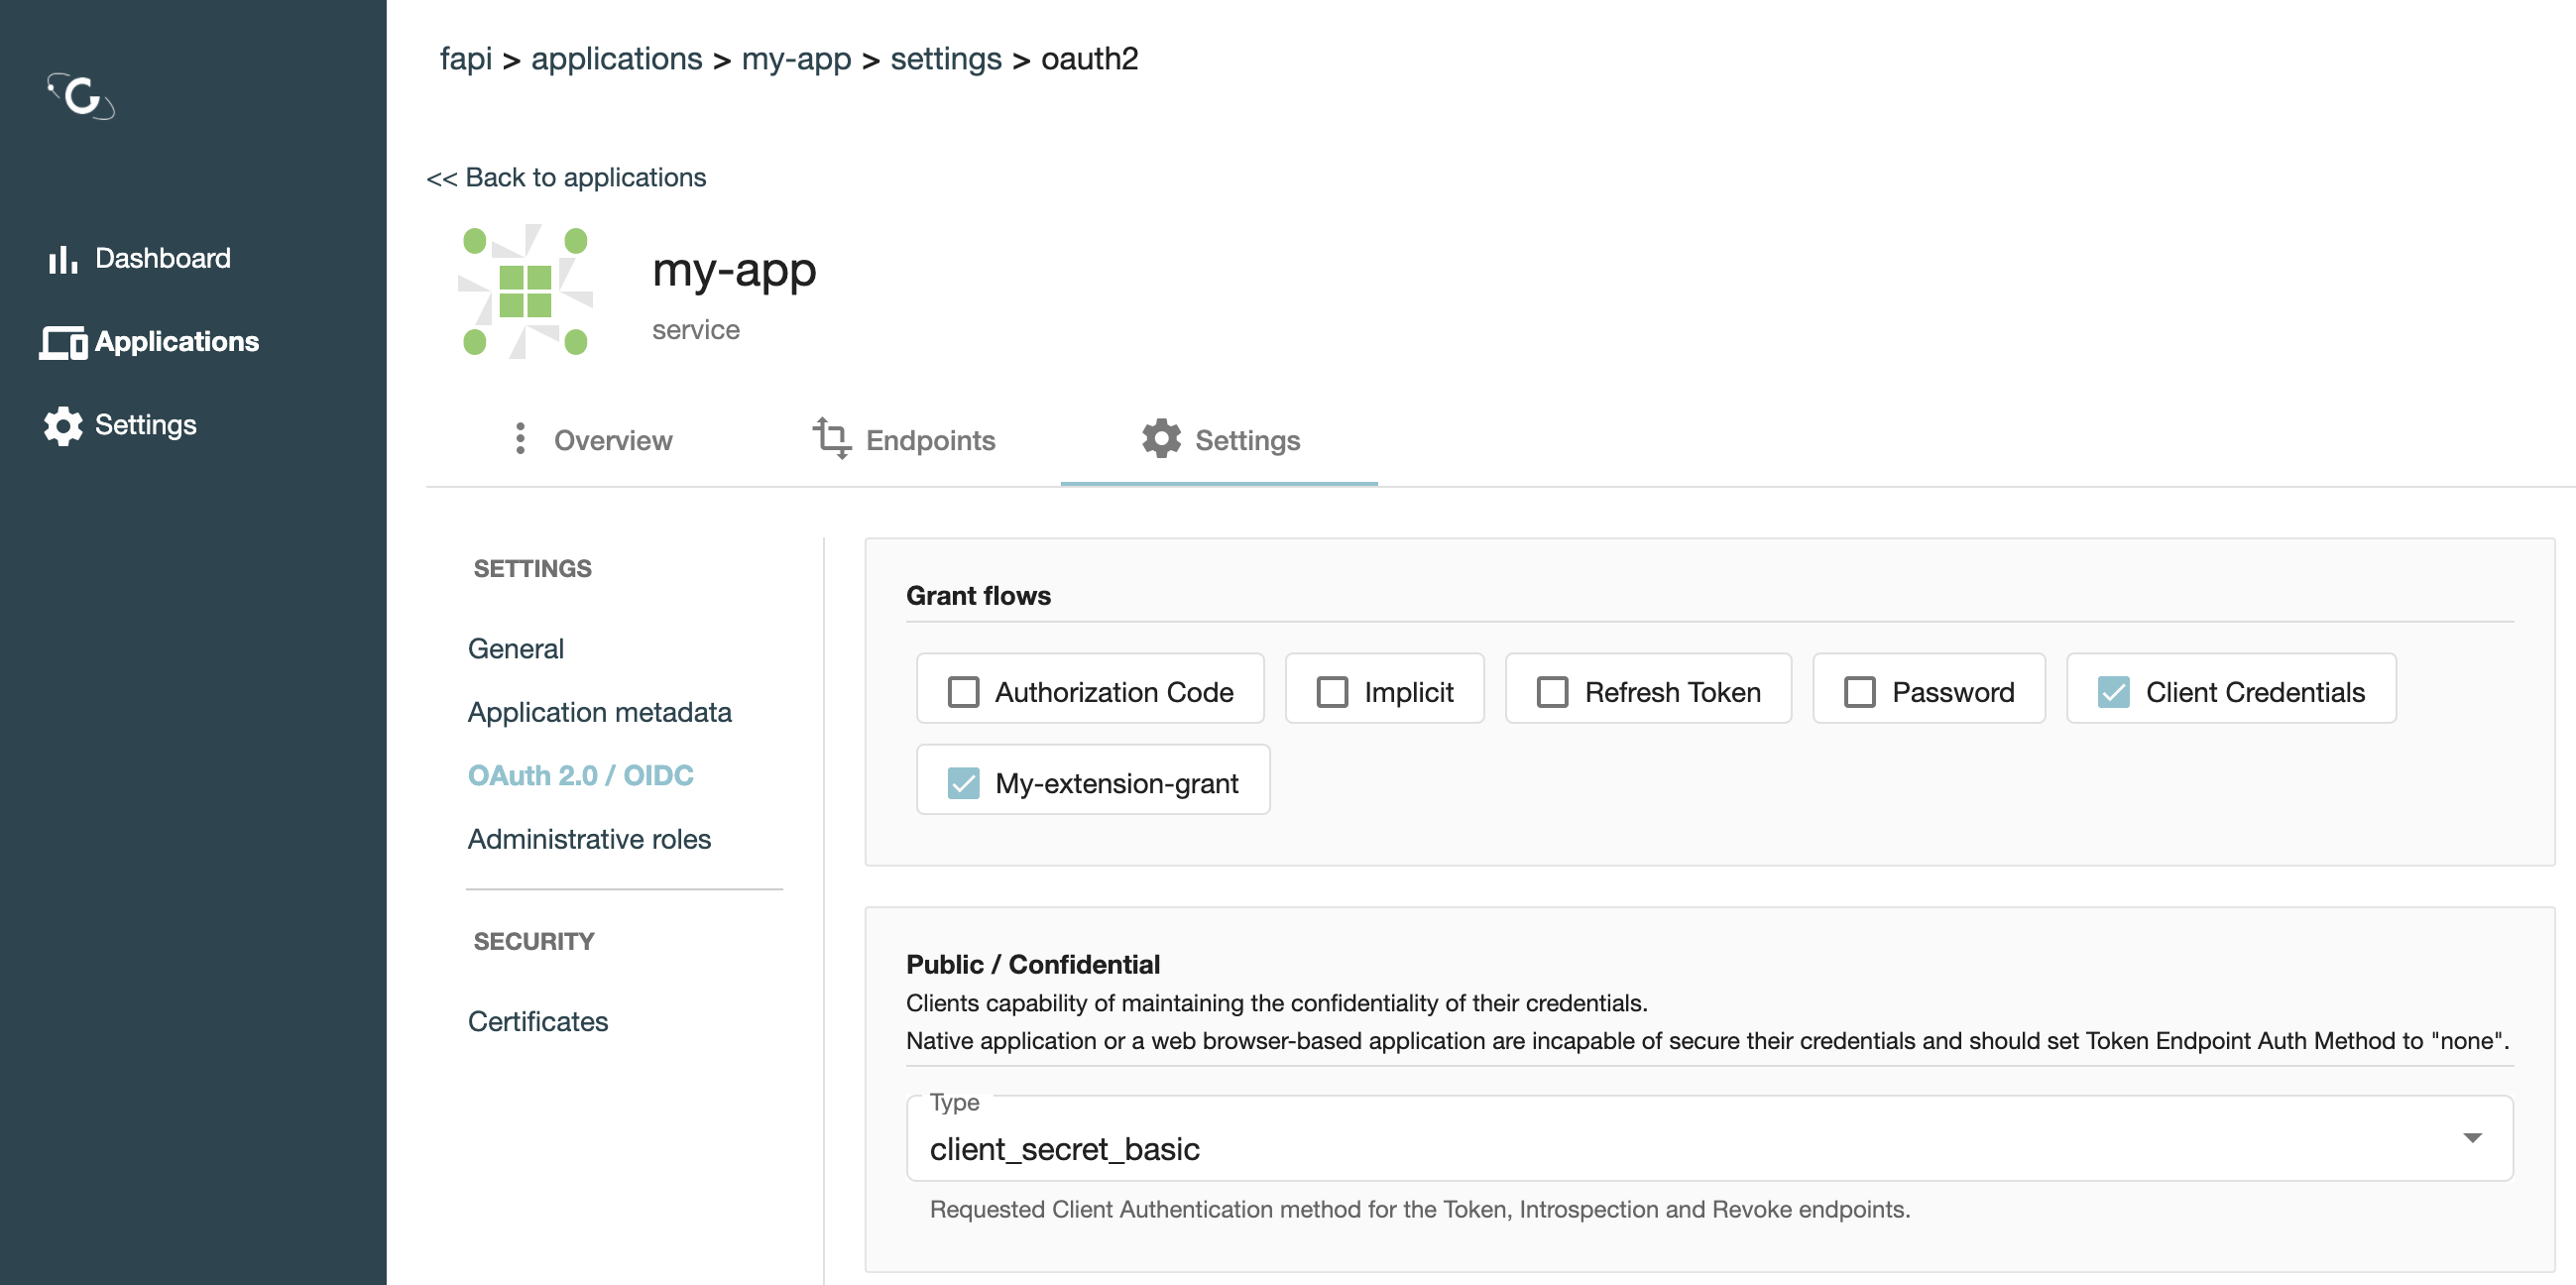 fapi > applications > my-app > settings > oauth2
<< Back to applications
my-app
service
Dashboard
Applications
Settings
Overview
Endpoints
Settings
SETTINGS
General
Application metadata
OAuth 2.0 / OIDC
Administrative roles
SECURITY
Certificates
Grant flows
Authorization Code
Implicit
Refresh Token
Password
Client Credentials
My-extension-grant
Public / Confidential
Clients capability of maintaining the confidentiality of their credentials.
Native application or a web browser-based application are incapable of secure their credentials and should set Token Endpoint Auth Method to "none".
Type
client_secret_basic
Requested Client Authentication method for the Token, Introspection and Revoke endpoints.